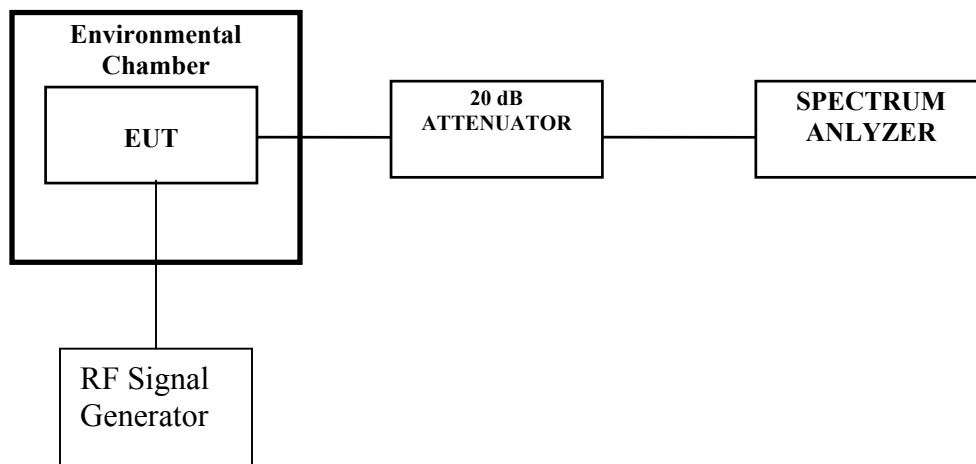 Environmental
Chamber
EUT
20 dB
ATTENUATOR
SPECTRUM
ANLYZER
RF Signal
Generator